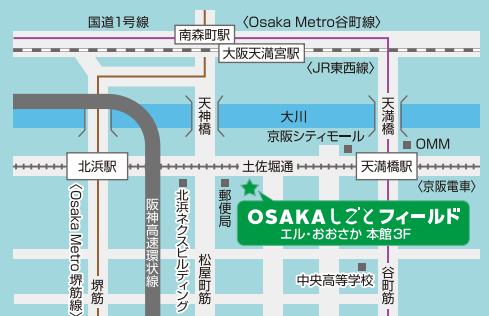 国道1号線
南森町駅
〈Osaka Metro谷町線〉
大阪天満宮駅
〈JR東西線〉
天神橋
大川
天満橋
京阪シティモール
OMM
北浜駅
土佐堀通
天満橋駅
〈京阪電車〉
〈Osaka Metro 堺筋線〉
堺筋
阪神高速環状線
北浜ネクスビルディング
郵便局
松屋町筋
OSAKAしごとフィールド
エル・おおさか 本館3F
中央高等学校
谷町筋